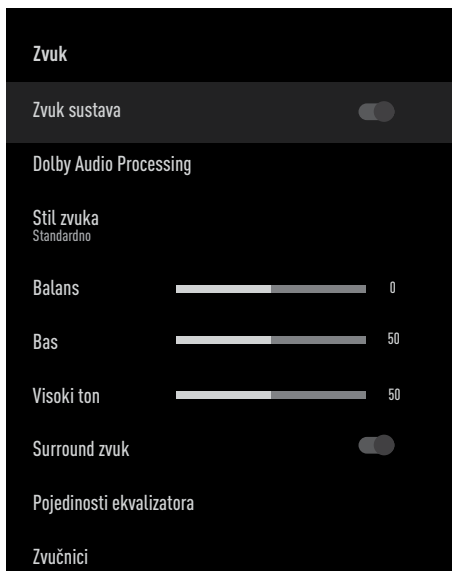 Zvuk
Zvuk sustava
Dolby Audio Processing
Stil zvuka
Standardno
Balans 0
Bas 50
Visoki ton 50
Surround zvuk
Pojedinosti ekvalizatora
Zvučnici